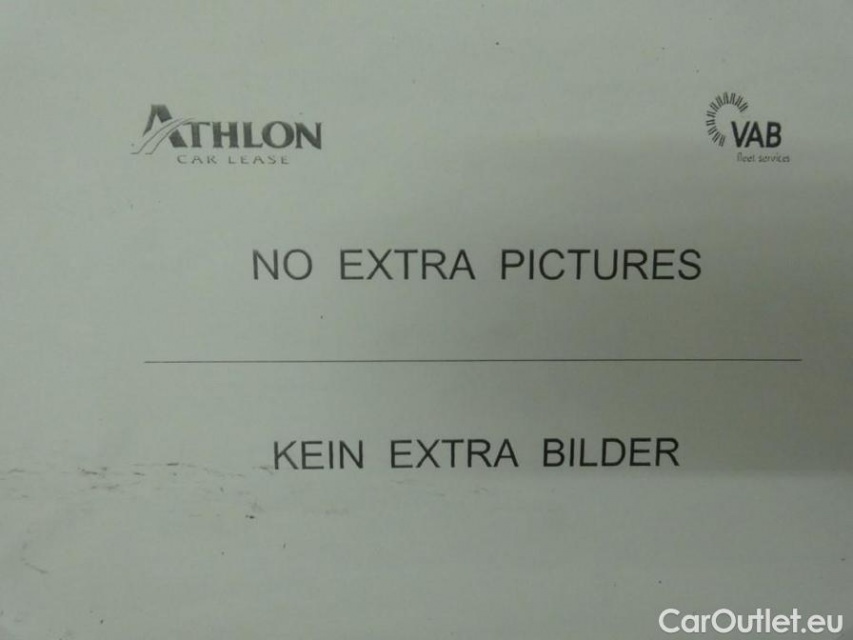 ATHLON
CAR LEASE
VAB
fleet services
NO EXTRA PICTURES
KEIN EXTRA BILDER
CarOutlet.eu